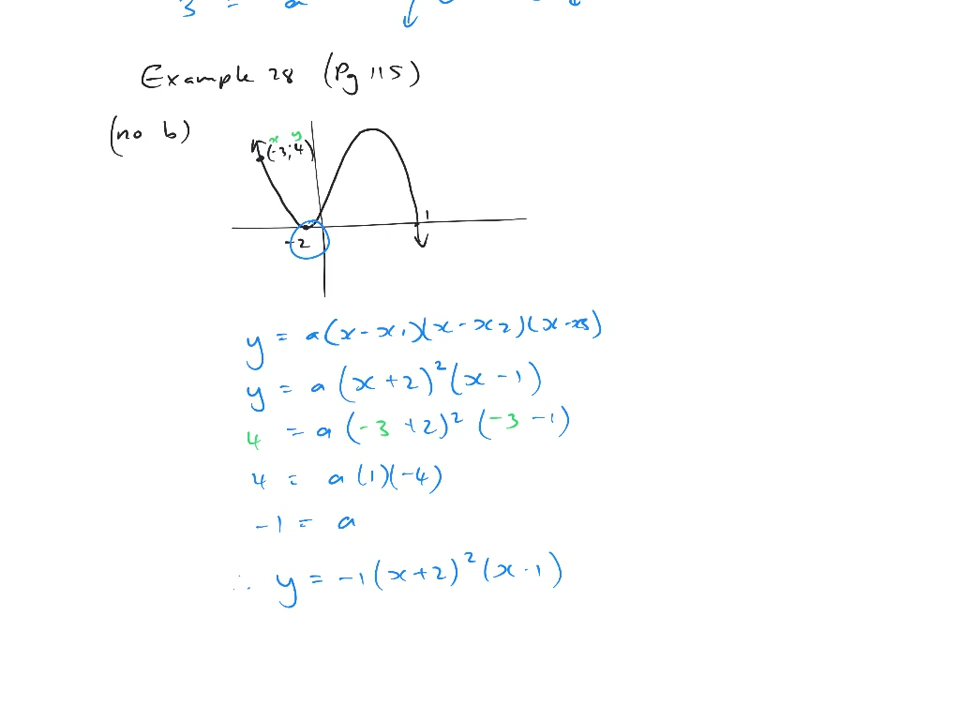 3 = a
Example 28 (Pg 115)
(no b)
x y
(-3;4)
1
-2
y = a(x-x1)(x-x2)(x-x3)
y = a(x+2)²(x-1)
4 = a(-3+2)²(-3-1)
4 = a(1)(-4)
-1 = a
∴ y = -1(x+2)²(x-1)